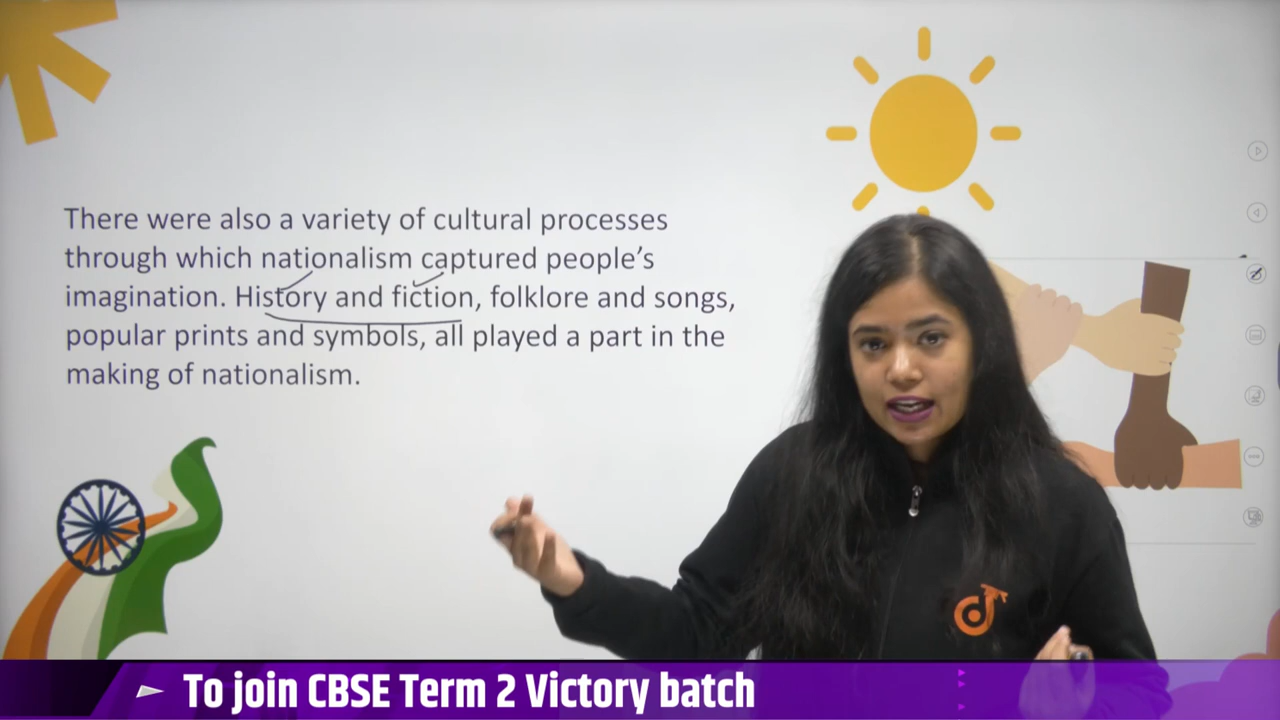 There were also a variety of cultural processes
through which nationalism captured people's
imagination. History and fiction, folklore and songs,
popular prints and symbols, all played a part in the
making of nationalism.
To join CBSE Term 2 Victory batch